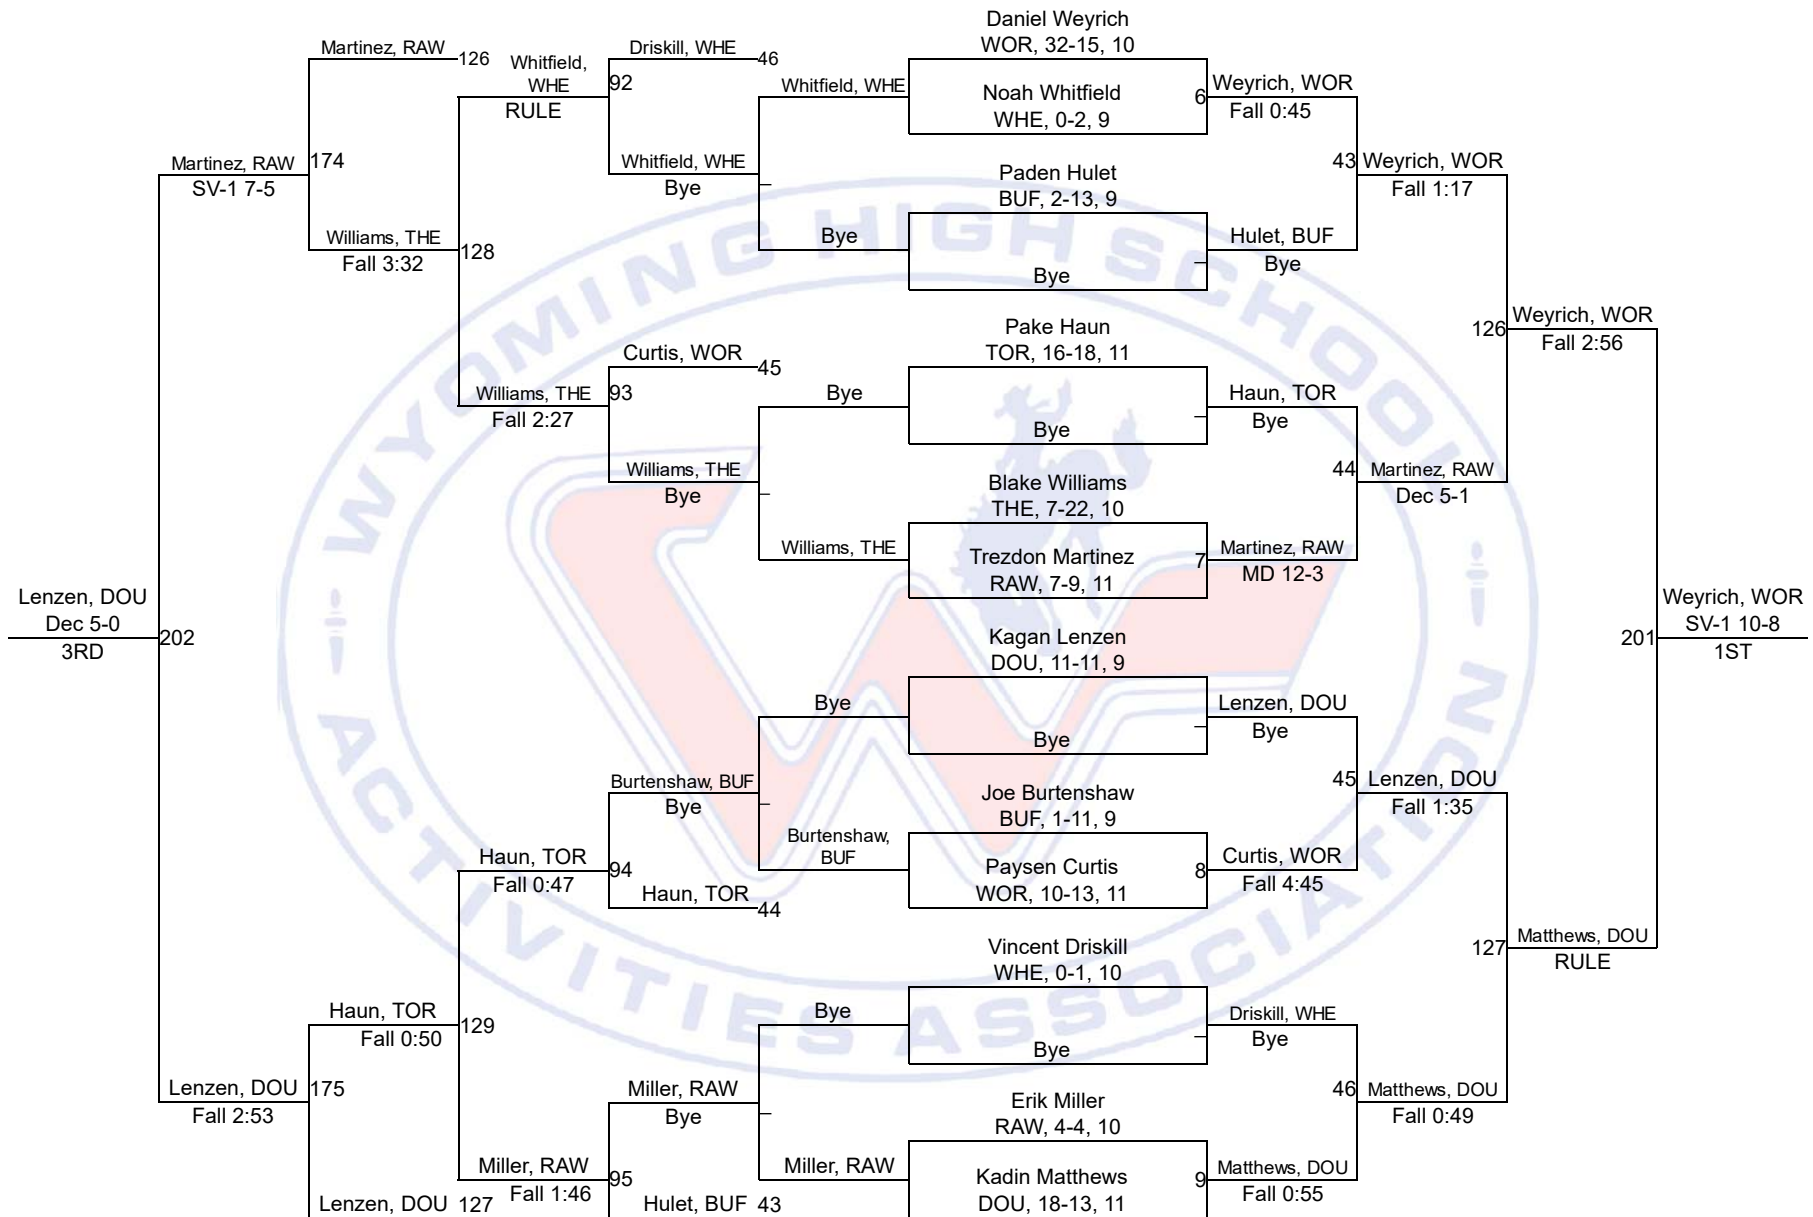 Daniel Weyrich
WOR, 32-15, 10
Noah Whitfield
WHE, 0-2, 9
6
Paden Hulet
BUF, 2-13, 9
Bye
Pake Haun
TOR, 16-18, 11
Bye
Blake Williams
THE, 7-22, 10
Trezdon Martinez
RAW, 7-9, 11
7
Kagan Lenzen
DOU, 11-11, 9
Bye
Joe Burtenshaw
BUF, 1-11, 9
Paysen Curtis
WOR, 10-13, 11
8
Vincent Driskill
WHE, 0-1, 10
Bye
Erik Miller
RAW, 4-4, 10
Kadin Matthews
DOU, 18-13, 11
9
Weyrich, WOR
Fall 0:45
Hulet, BUF
Bye
Haun, TOR
Bye
Martinez, RAW
MD 12-3
Lenzen, DOU
Bye
Curtis, WOR
Fall 4:45
Driskill, WHE
Bye
Matthews, DOU
Fall 0:55
43
Weyrich, WOR
Fall 1:17
44
Martinez, RAW
Dec 5-1
45
Lenzen, DOU
Fall 1:35
46
Matthews, DOU
Fall 0:49
126
Weyrich, WOR
Fall 2:56
127
Matthews, DOU
RULE
201
Weyrich, WOR
SV-1 10-8
1ST
Whitfield, WHE
Bye
Bye
Williams, THE
Bye
Burtenshaw,
BUF
Bye
Miller, RAW
Driskill, WHE
46
Whitfield, WHE
Bye
Curtis, WOR
45
Williams, THE
Bye
Burtenshaw, BUF
Bye
Haun, TOR
44
Miller, RAW
Bye
Hulet, BUF
43
Whitfield,
WHE
RULE
92
Williams, THE
Fall 2:27
93
Haun, TOR
Fall 0:47
94
Miller, RAW
Fall 1:46
95
Martinez, RAW
126
Williams, THE
Fall 3:32
128
Haun, TOR
Fall 0:50
129
Lenzen, DOU
127
Martinez, RAW
SV-1 7-5
174
Lenzen, DOU
Fall 2:53
175
Lenzen, DOU
Dec 5-0
3RD
202
WYOMING HIGH SCHOOL
ACTIVITIES ASSOCIATION